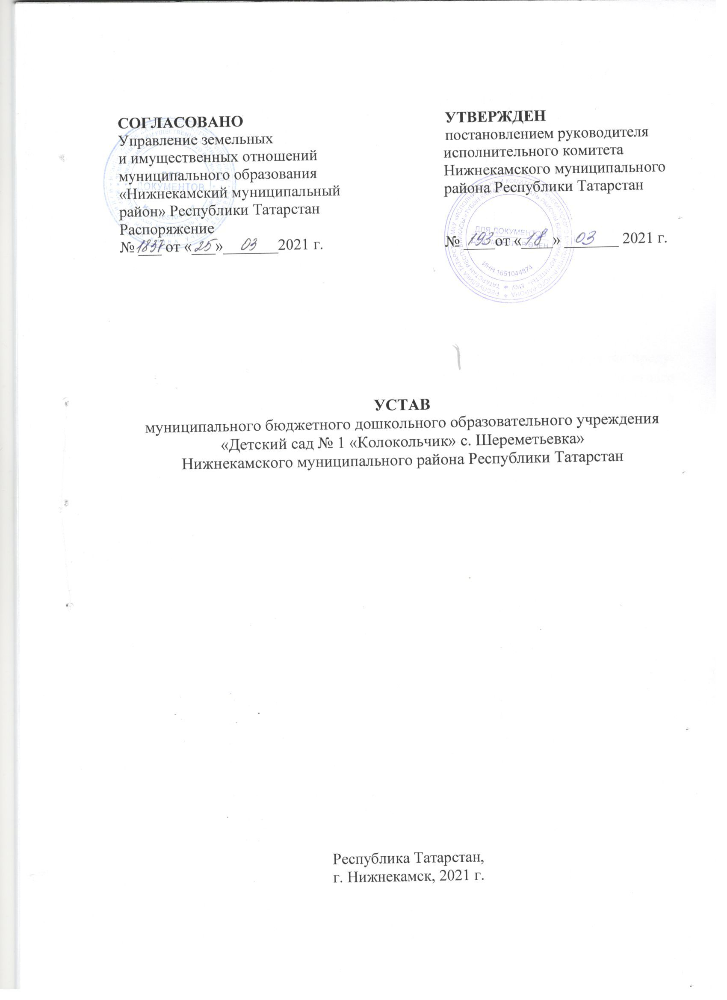 СОГЛАСОВАНО
Управление земельных
и имущественных отношений
муниципального образования
«Нижнекамский муниципальный
район» Республики Татарстан
Распоряжение
№ 1837 от «25» 03 2021 г.
ДОКУМЕНТОВ
УТВЕРЖДЕН
постановлением руководителя
исполнительного комитета
Нижнекамского муниципального
района Республики Татарстан
№ 193 от «18» 03 2021 г.
ДЛЯ ДОКУМЕНТОВ
ИНН 1651044874
УСТАВ
муниципального бюджетного дошкольного образовательного учреждения
«Детский сад № 1 «Колокольчик» с. Шереметьевка»
Нижнекамского муниципального района Республики Татарстан
Республика Татарстан,
г. Нижнекамск, 2021 г.